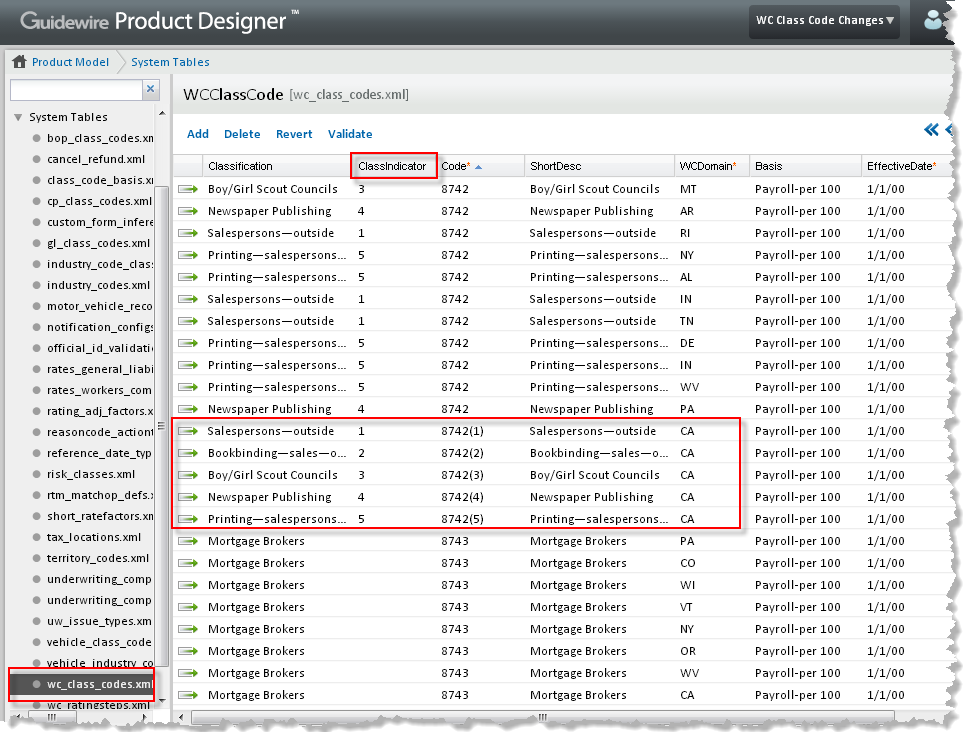 Guidewire Product Designer™
WC Class Code Changes ▾
Product Model
System Tables
WCClassCode [wc_class_codes.xml]
Add Delete Revert Validate
System Tables
bop_class_codes.xm
cancel_refund.xml
class_code_basis.xm
cp_class_codes.xml
custom_form_infere
gl_class_codes.xml
industry_code_class
industry_codes.xml
motor_vehicle_reco
notification_configs
official_id_validatio
rates_general_liabi
rates_workers_com
rating_adj_factors.x
reasoncode_actiont
reference_date_typ
risk_classes.xml
rtm_matchop_defs.x
short_ratefactors.xm
tax_locations.xml
territory_codes.xml
underwriting_comp
underwriting_comp
uw_issue_types.xml
vehicle_class_code
vehicle_industry_co
wc_class_codes.xml
wc_ratingsteps.xml
Classification ClassIndicator Code* ShortDesc WCDomain* Basis EffectiveDate*
Boy/Girl Scout Councils 3 8742 Boy/Girl Scout Councils MT Payroll-per 100 1/1/00
Newspaper Publishing 4 8742 Newspaper Publishing AR Payroll-per 100 1/1/00
Salespersons—outside 1 8742 Salespersons—outside RI Payroll-per 100 1/1/00
Printing—salespersons... 5 8742 Printing—salespersons... NY Payroll-per 100 1/1/00
Printing—salespersons... 5 8742 Printing—salespersons... AL Payroll-per 100 1/1/00
Salespersons—outside 1 8742 Salespersons—outside IN Payroll-per 100 1/1/00
Salespersons—outside 1 8742 Salespersons—outside TN Payroll-per 100 1/1/00
Printing—salespersons... 5 8742 Printing—salespersons... DE Payroll-per 100 1/1/00
Printing—salespersons... 5 8742 Printing—salespersons... IN Payroll-per 100 1/1/00
Printing—salespersons... 5 8742 Printing—salespersons... WV Payroll-per 100 1/1/00
Newspaper Publishing 4 8742 Newspaper Publishing PA Payroll-per 100 1/1/00
Salespersons—outside 1 8742(1) Salespersons—outside CA Payroll-per 100 1/1/00
Bookbinding—sales—o... 2 8742(2) Bookbinding—sales—o... CA Payroll-per 100 1/1/00
Boy/Girl Scout Councils 3 8742(3) Boy/Girl Scout Councils CA Payroll-per 100 1/1/00
Newspaper Publishing 4 8742(4) Newspaper Publishing CA Payroll-per 100 1/1/00
Printing—salespersons... 5 8742(5) Printing—salespersons... CA Payroll-per 100 1/1/00
Mortgage Brokers 8743 Mortgage Brokers PA Payroll-per 100 1/1/00
Mortgage Brokers 8743 Mortgage Brokers CO Payroll-per 100 1/1/00
Mortgage Brokers 8743 Mortgage Brokers WI Payroll-per 100 1/1/00
Mortgage Brokers 8743 Mortgage Brokers VT Payroll-per 100 1/1/00
Mortgage Brokers 8743 Mortgage Brokers NY Payroll-per 100 1/1/00
Mortgage Brokers 8743 Mortgage Brokers OR Payroll-per 100 1/1/00
Mortgage Brokers 8743 Mortgage Brokers WV Payroll-per 100 1/1/00
Mortgage Brokers 8743 Mortgage Brokers CA Payroll-per 100 1/1/00